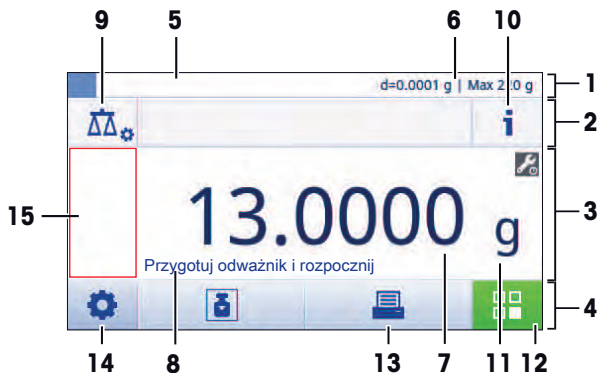 9 5 6 10
d=0.0001 g | Max 220 g
1
2
15
3
13.0000 g
Przygotuj odważnik i rozpocznij
4
14 8 13 7 11 12